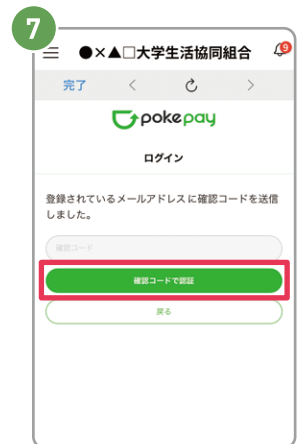 7
●×▲□大学生活協同組合
9
完了
pokepay
ログイン
登録されているメールアドレスに確認コードを送信
しました。
確認コード
確認コードで認証
戻る